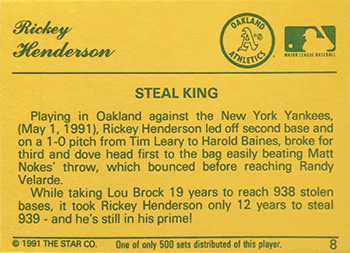 Rickey
Henderson
OAKLAND
A's
ATHLETICS
MAJOR LEAGUE BASEBALL
STEAL KING
Playing in Oakland against the New York Yankees,
(May 1, 1991), Rickey Henderson led off second base and
on a 1-0 pitch from Tim Leary to Harold Baines, broke for
third and dove head first to the bag easily beating Matt
Nokes' throw, which bounced before reaching Randy
Velarde.
While taking Lou Brock 19 years to reach 938 stolen
bases, it took Rickey Henderson only 12 years to steal
939 - and he's still in his prime!
© 1991 THE STAR CO.
One of only 500 sets distributed of this player.
8